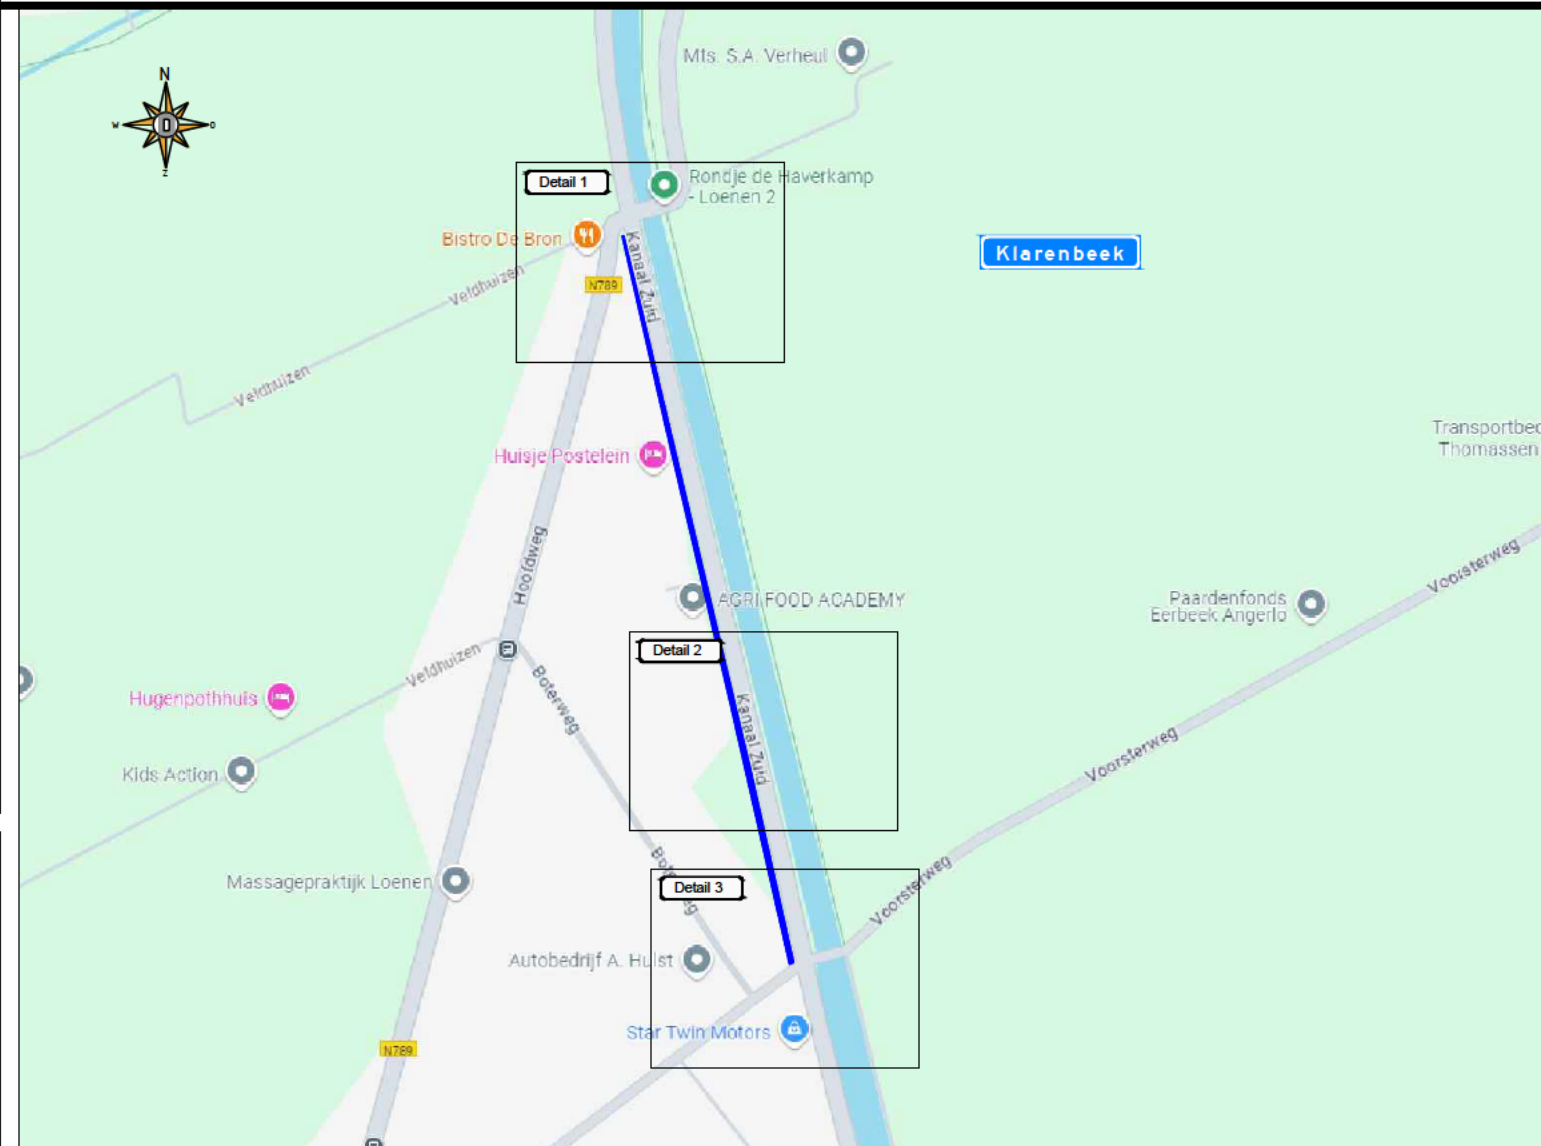 Mts. S.A. Verheul
N
W
O
Z
Detail 1
Rondje de Haverkamp
- Loenen 2
Bistro De Bron
Kanaal Zuid
Klarenbeek
Veldhuizen
N789
Veldhuizen
Transportbed
Thomassen
Huisje Postelein
Hoofdweg
Voorsterweg
AGRI FOOD ACADEMY
Paardenfonds
Eerbeek Angerlo
Detail 2
Veldhuizen
Boterweg
Hugenpothhuis
Kanaal Zuid
Voorsterweg
Kids Action
Boterweg
Massagepraktijk Loenen
Detail 3
Voorsterweg
Autobedrijf A. Hulst
Star Twin Motors
N789